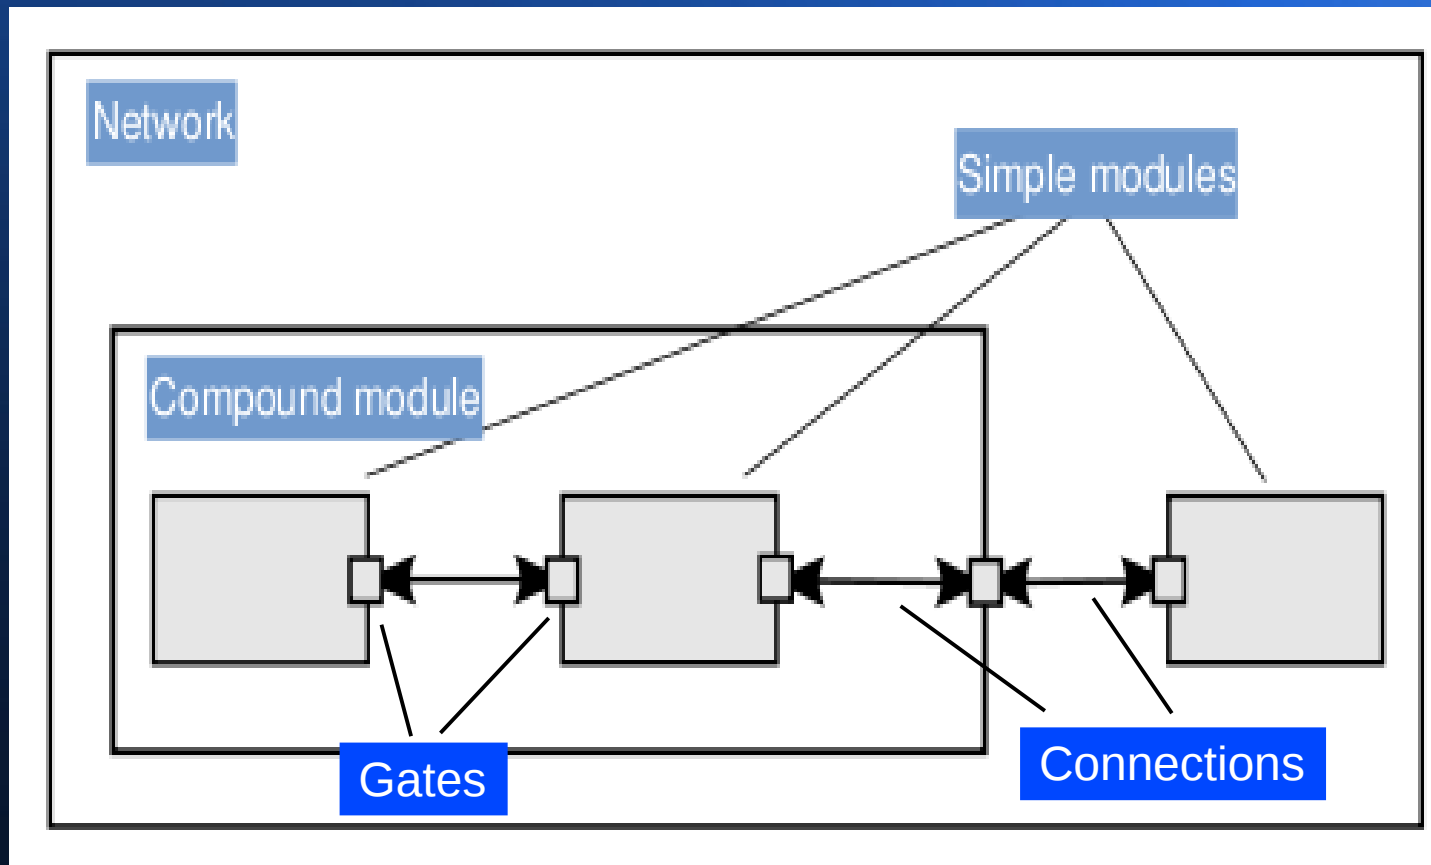 Network
Simple modules
Compound module
Gates
Connections